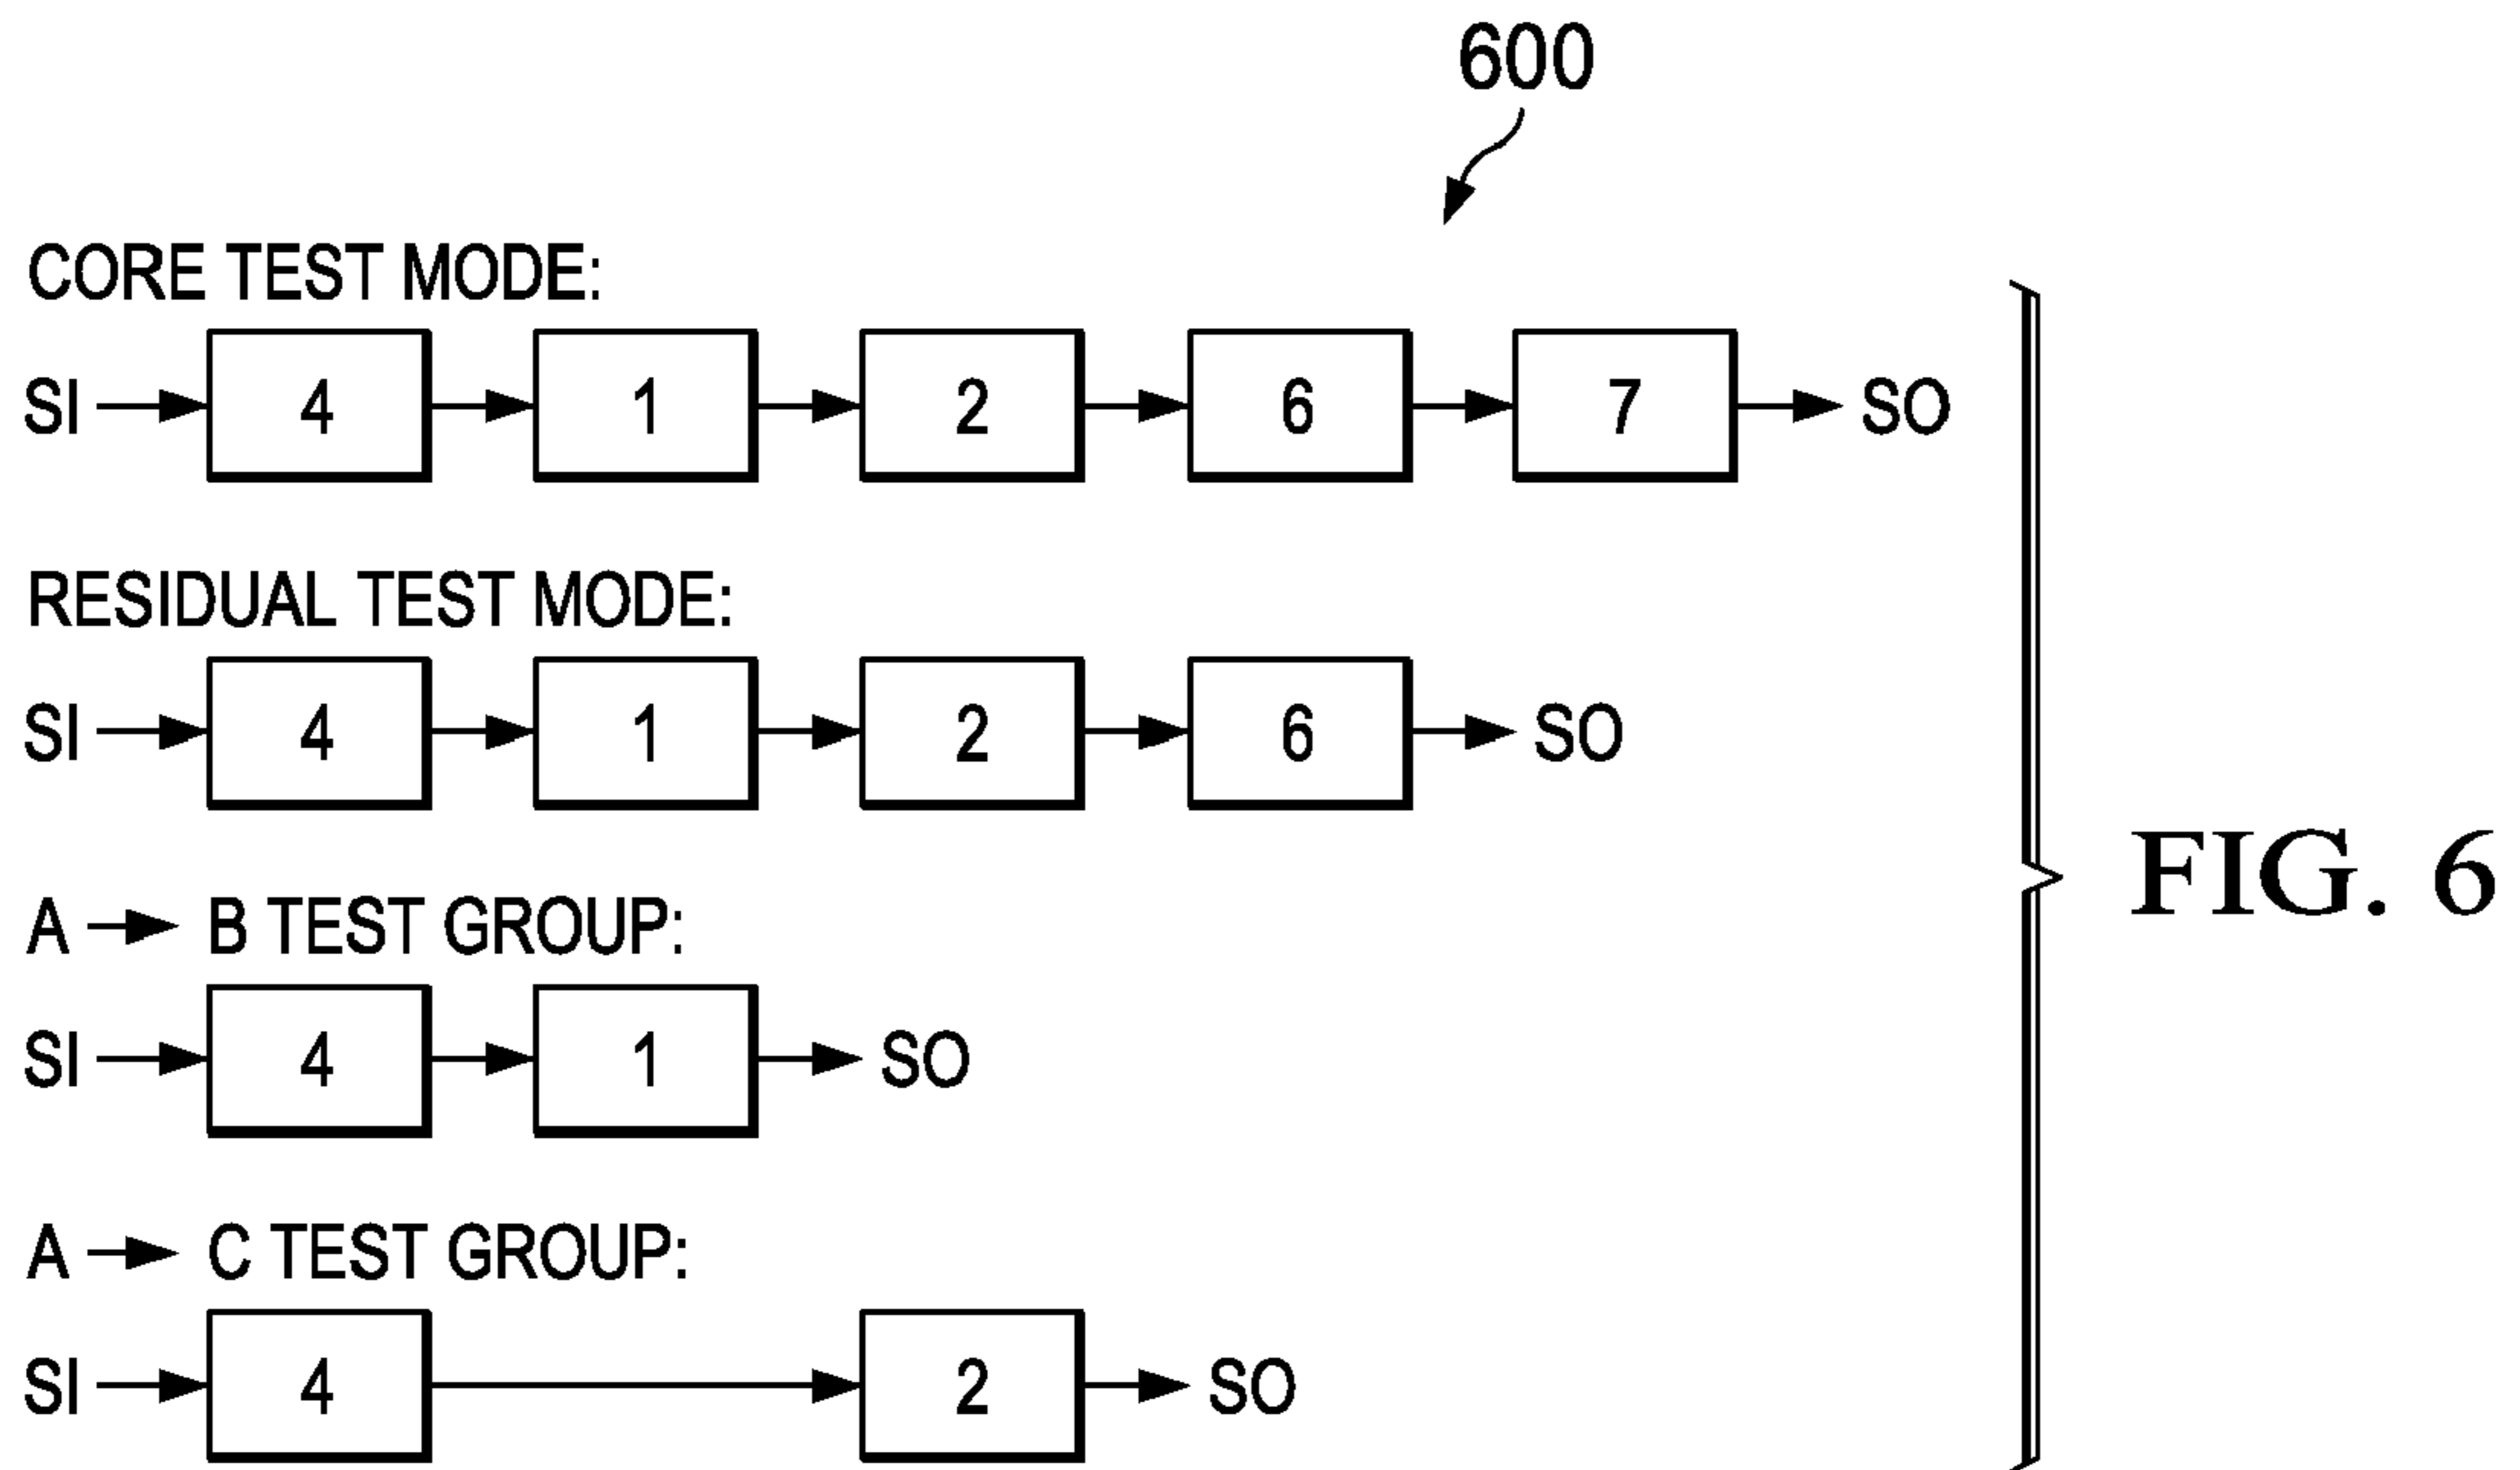 600
CORE TEST MODE:
SI 4 1 2 6 7 SO
RESIDUAL TEST MODE:
SI 4 1 2 6 SO
A → B TEST GROUP:
SI 4 1 SO
A → C TEST GROUP:
SI 4 2 SO
FIG. 6